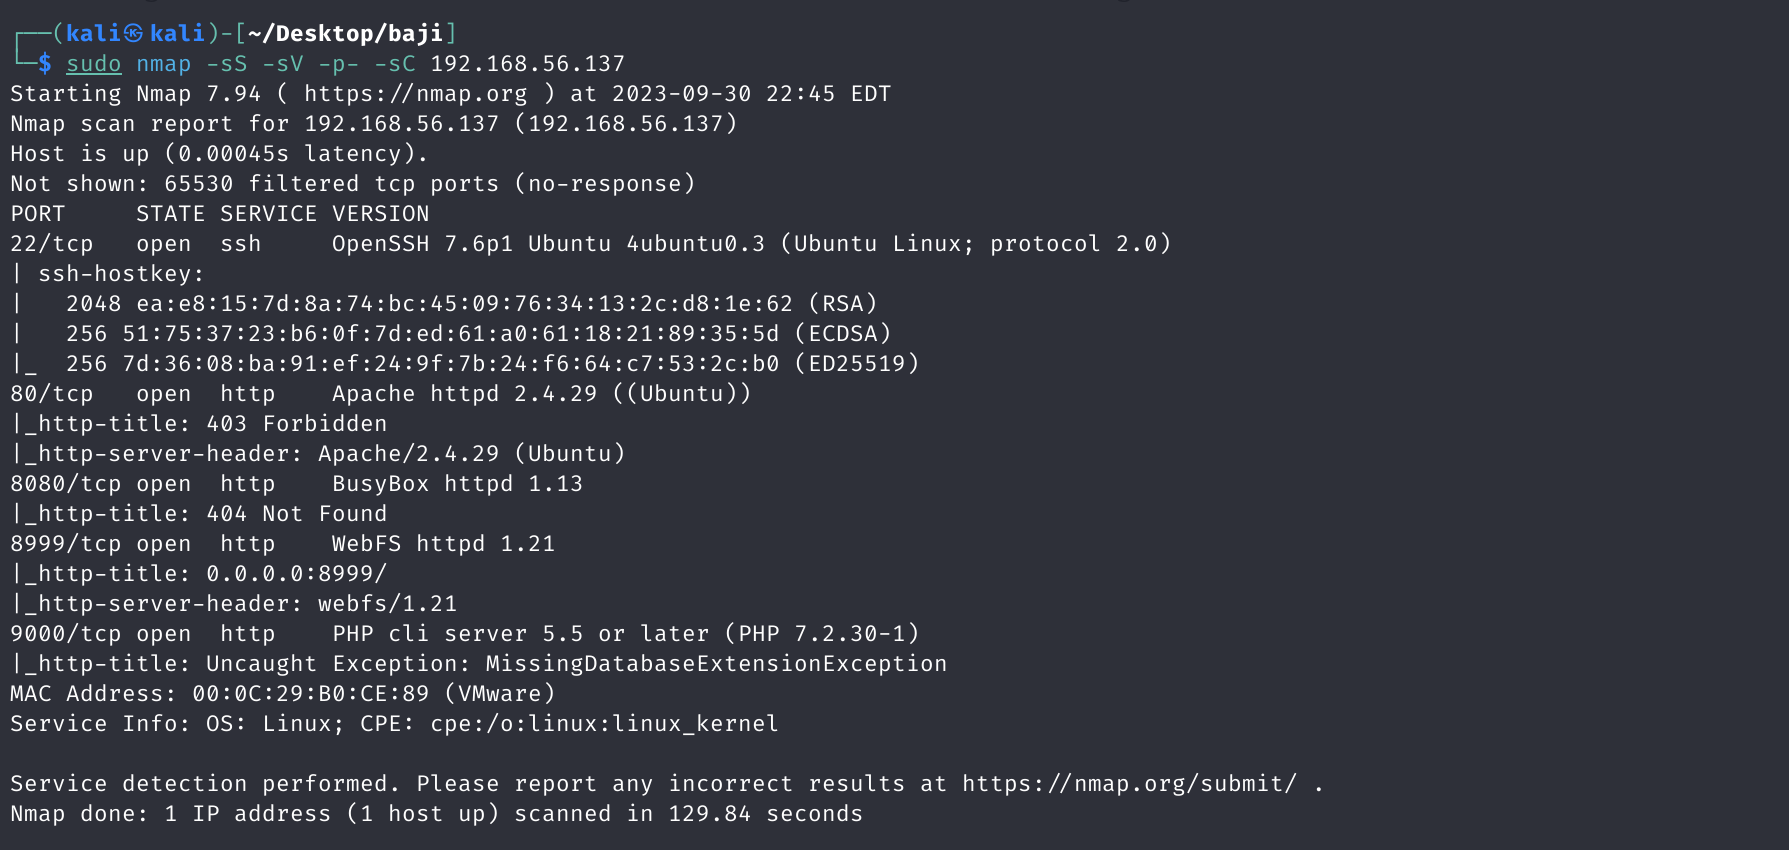 ┌──(kali㉿kali)-[~/Desktop/baji]
└─$ sudo nmap -sS -sV -p- -sC 192.168.56.137
Starting Nmap 7.94 ( https://nmap.org ) at 2023-09-30 22:45 EDT
Nmap scan report for 192.168.56.137 (192.168.56.137)
Host is up (0.00045s latency).
Not shown: 65530 filtered tcp ports (no-response)
PORT     STATE SERVICE VERSION
22/tcp   open  ssh     OpenSSH 7.6p1 Ubuntu 4ubuntu0.3 (Ubuntu Linux; protocol 2.0)
| ssh-hostkey:
|   2048 ea:e8:15:7d:8a:74:bc:45:09:76:34:13:2c:d8:1e:62 (RSA)
|   256 51:75:37:23:b6:0f:7d:ed:61:a0:61:18:21:89:35:5d (ECDSA)
|_  256 7d:36:08:ba:91:ef:24:9f:7b:24:f6:64:c7:53:2c:b0 (ED25519)
80/tcp   open  http    Apache httpd 2.4.29 ((Ubuntu))
|_http-title: 403 Forbidden
|_http-server-header: Apache/2.4.29 (Ubuntu)
8080/tcp open  http    BusyBox httpd 1.13
|_http-title: 404 Not Found
8999/tcp open  http    WebFS httpd 1.21
|_http-title: 0.0.0.0:8999/
|_http-server-header: webfs/1.21
9000/tcp open  http    PHP cli server 5.5 or later (PHP 7.2.30-1)
|_http-title: Uncaught Exception: MissingDatabaseExtensionException
MAC Address: 00:0C:29:B0:CE:89 (VMware)
Service Info: OS: Linux; CPE: cpe:/o:linux:linux_kernel

Service detection performed. Please report any incorrect results at https://nmap.org/submit/ .
Nmap done: 1 IP address (1 host up) scanned in 129.84 seconds